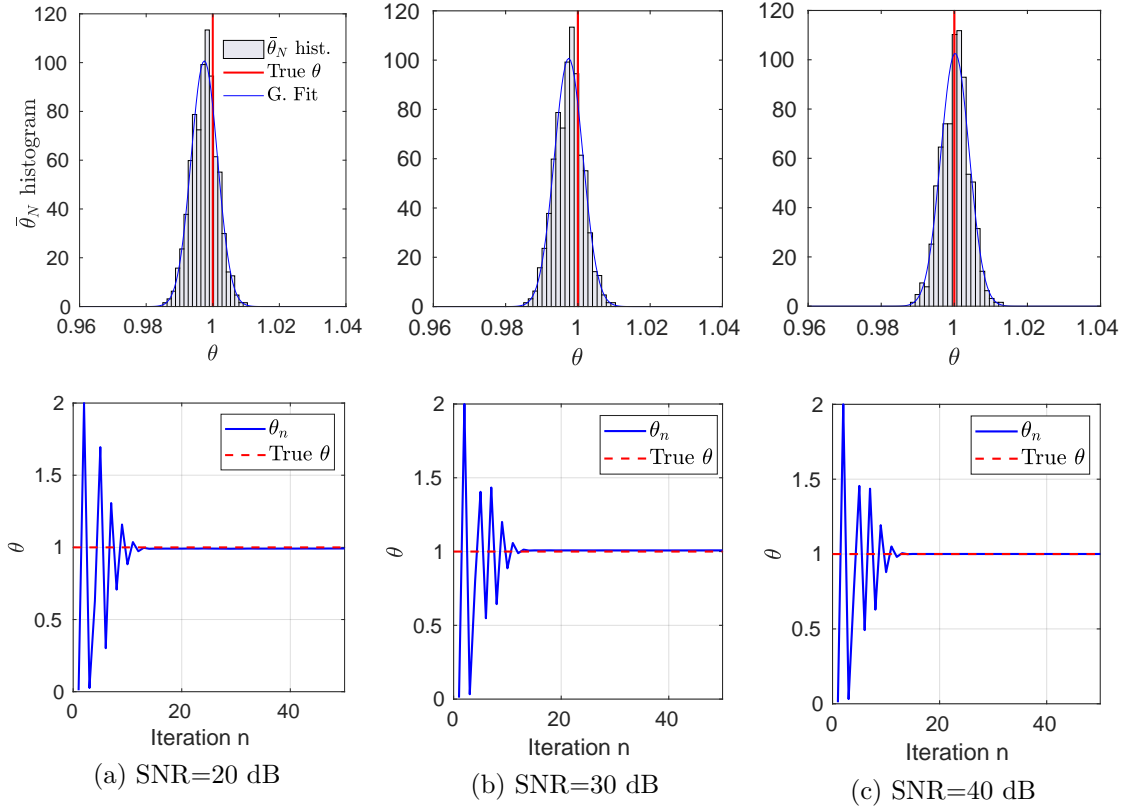 120
100
80
60
40
20
0
$\bar{\theta}_N$ histogram
$\bar{\theta}_N$ hist.
True θ
G. Fit
0.96 0.98 1 1.02 1.04
θ
120
100
80
60
40
20
0
0.96 0.98 1 1.02 1.04
θ
120
100
80
60
40
20
0
0.96 0.98 1 1.02 1.04
θ
2
1.5
1
0.5
0
θ
θ_n
True θ
0 20 40
Iteration n
(a) SNR=20 dB
2
1.5
1
0.5
0
θ
θ_n
True θ
0 20 40
Iteration n
(b) SNR=30 dB
2
1.5
1
0.5
0
θ
θ_n
True θ
0 20 40
Iteration n
(c) SNR=40 dB